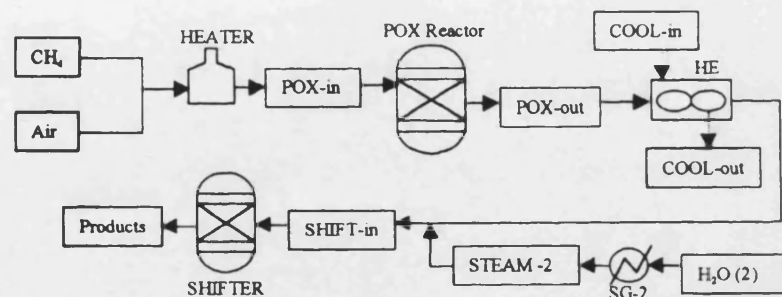 HEATER
POX Reactor
COOL-in
CH₄
HE
POX-in
POX-out
Air
COOL-out
Products
SHIFT-in
STEAM -2
H₂O (2)
SG-2
SHIFTER